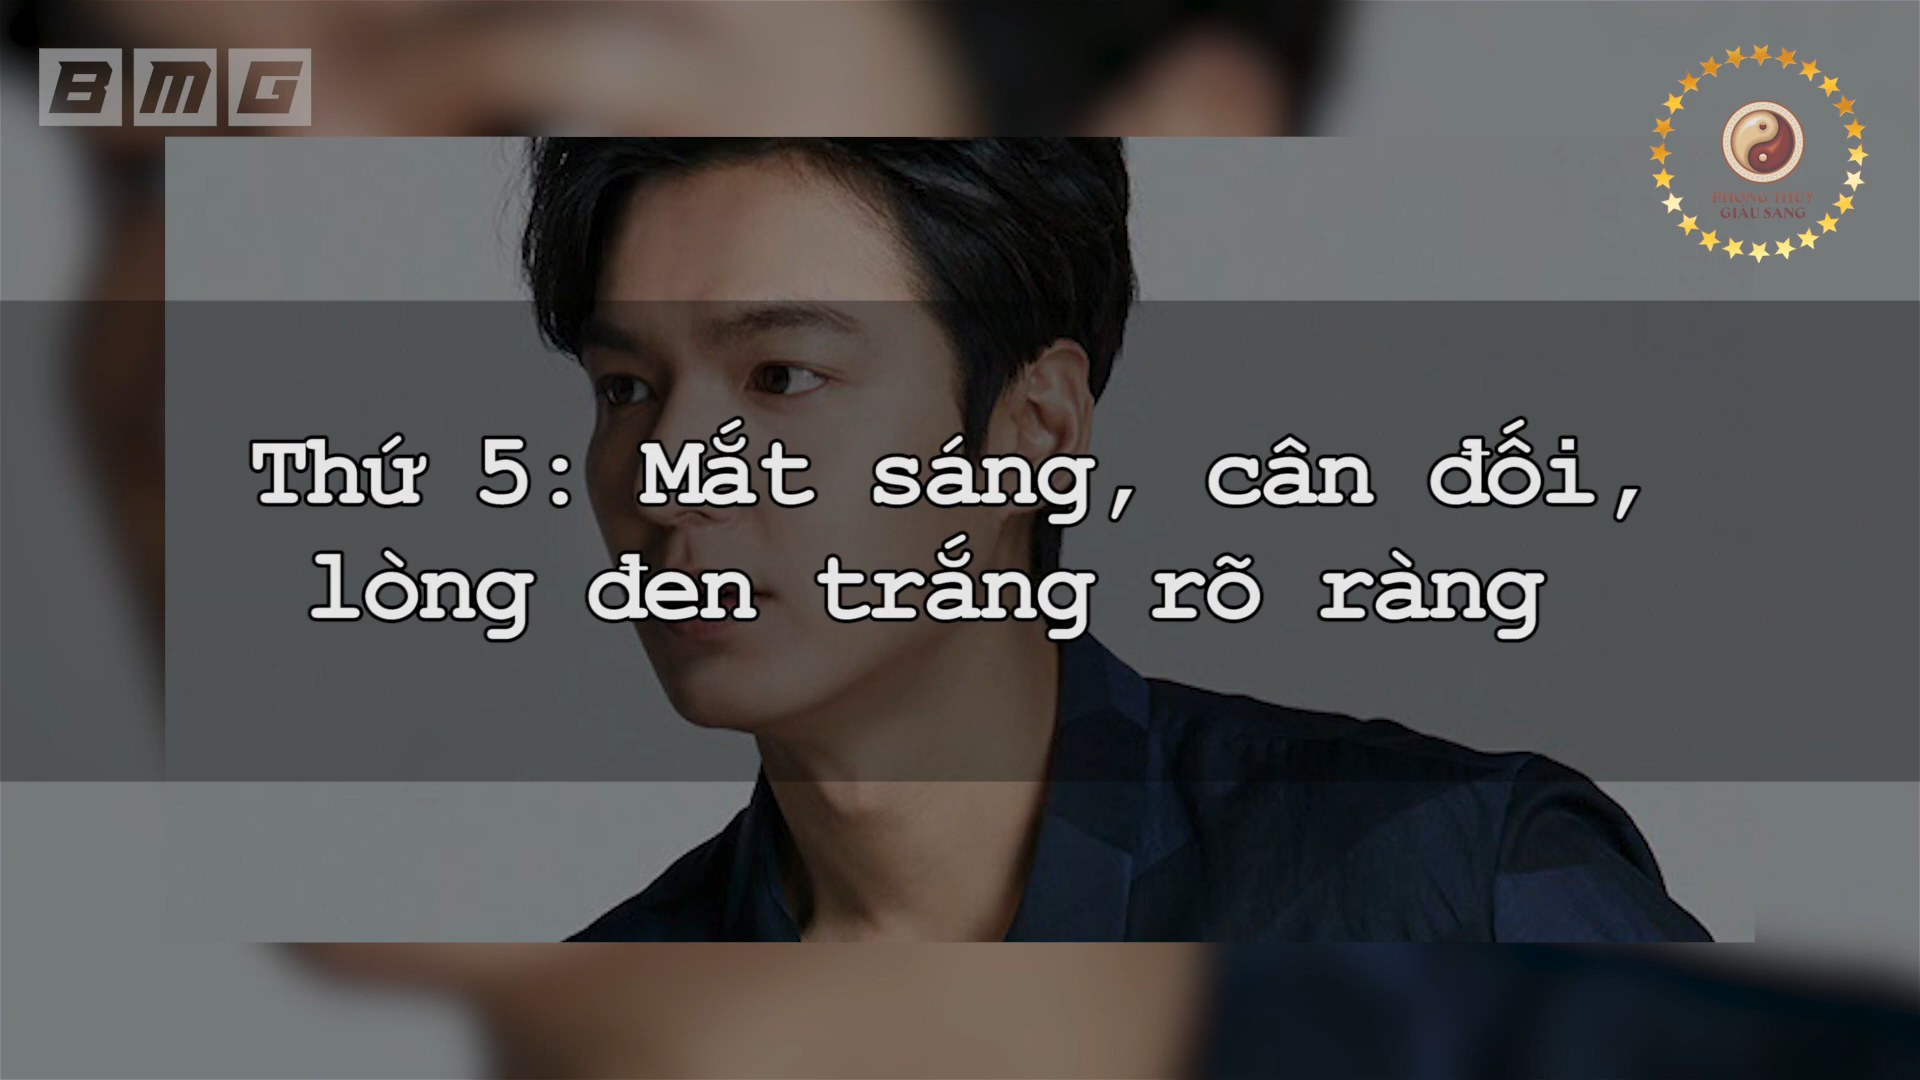 BMG
PHONG THỦY
GIÀU SANG
Thứ 5: Mắt sáng, cân đối,
lòng đen trắng rõ ràng